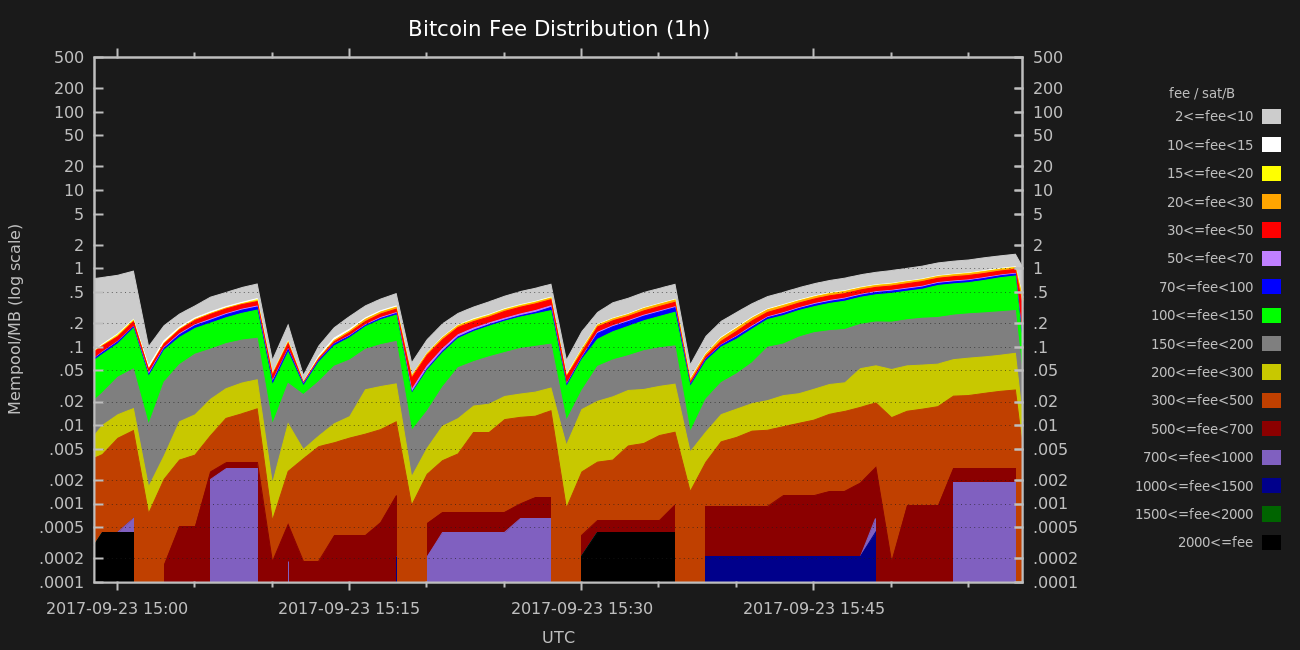 Bitcoin Fee Distribution (1h)
500
200
100
50
20
10
5
2
1
.5
.2
.1
.05
.02
.01
.005
.002
.001
.0005
.0002
.0001
Mempool/MB (log scale)
500
200
100
50
20
10
5
2
1
.5
.2
.1
.05
.02
.01
.005
.002
.001
.0005
.0002
.0001
2017-09-23 15:00
2017-09-23 15:15
2017-09-23 15:30
2017-09-23 15:45
UTC
fee / sat/B
2<=fee<10
10<=fee<15
15<=fee<20
20<=fee<30
30<=fee<50
50<=fee<70
70<=fee<100
100<=fee<150
150<=fee<200
200<=fee<300
300<=fee<500
500<=fee<700
700<=fee<1000
1000<=fee<1500
1500<=fee<2000
2000<=fee